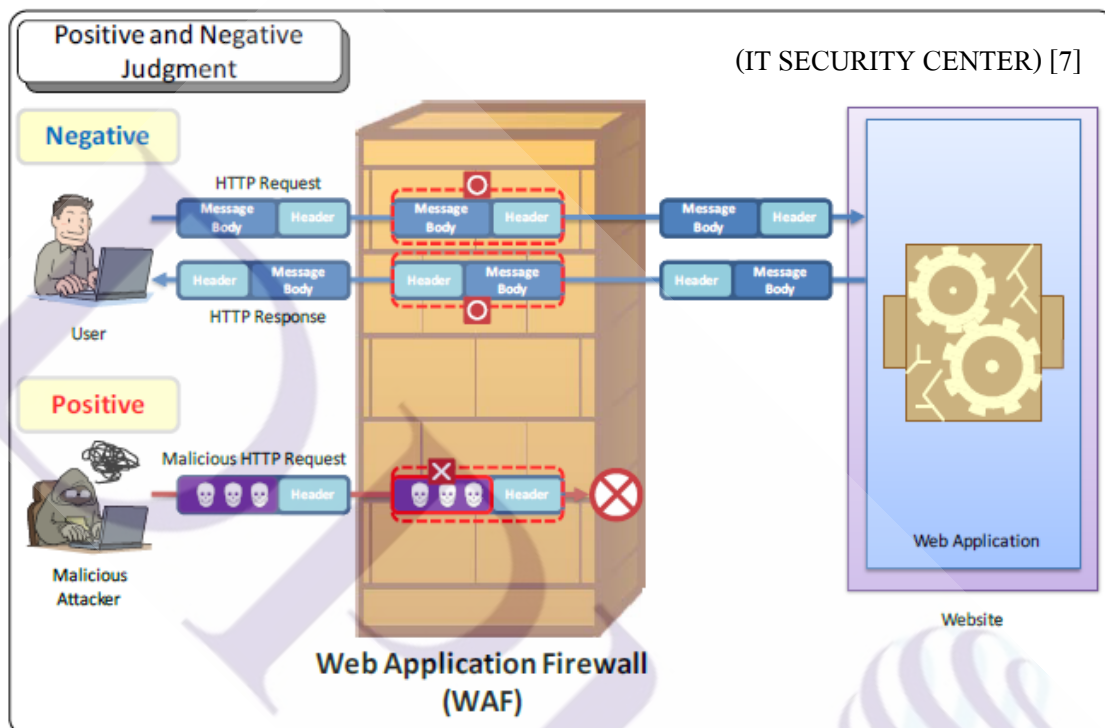 Positive and Negative
Judgment
(IT SECURITY CENTER) [7]
Negative
HTTP Request
Message
Body
Header
Message
Body
Header
Message
Body
Header
Header
Message
Body
Header
Message
Body
Header
Message
Body
HTTP Response
User
Positive
Malicious HTTP Request
Header
Header
Malicious
Attacker
Web Application
Website
Web Application Firewall
(WAF)